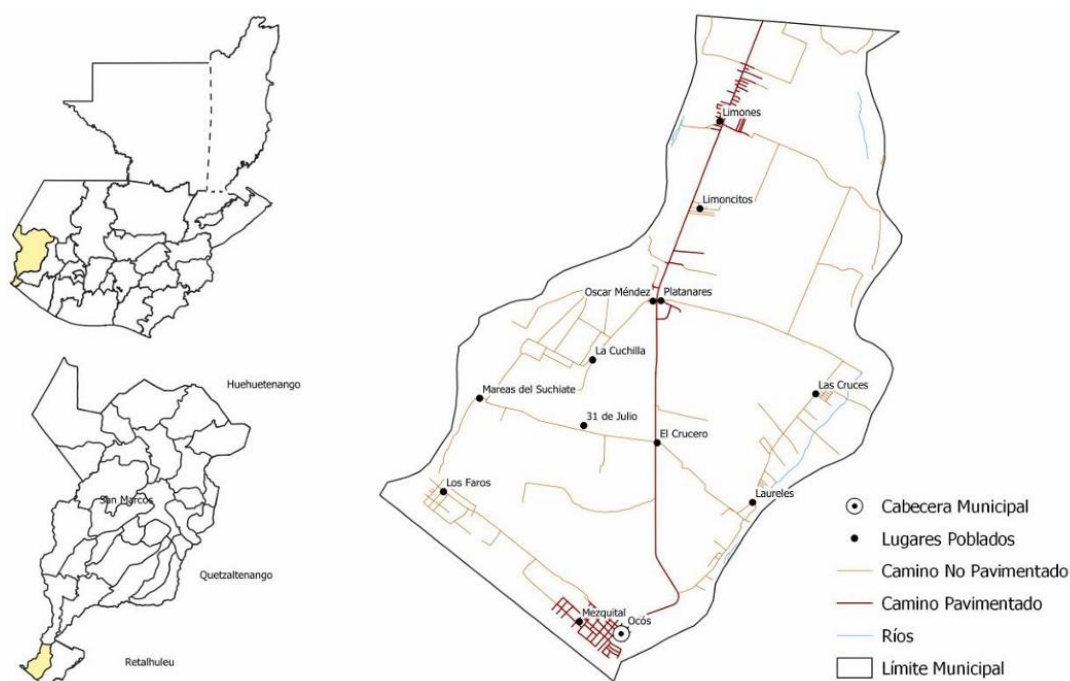 Huehuetenango
San Marcos
Quetzaltenango
Retalhuleu
Limones
Limoncitos
Oscar Méndez
Platanares
La Cuchilla
Mareas del Suchiate
Las Cruces
31 de Julio
El Crucero
Los Faros
Laureles
Mezquital
Ocós
Cabecera Municipal
Lugares Poblados
Camino No Pavimentado
Camino Pavimentado
Ríos
Límite Municipal